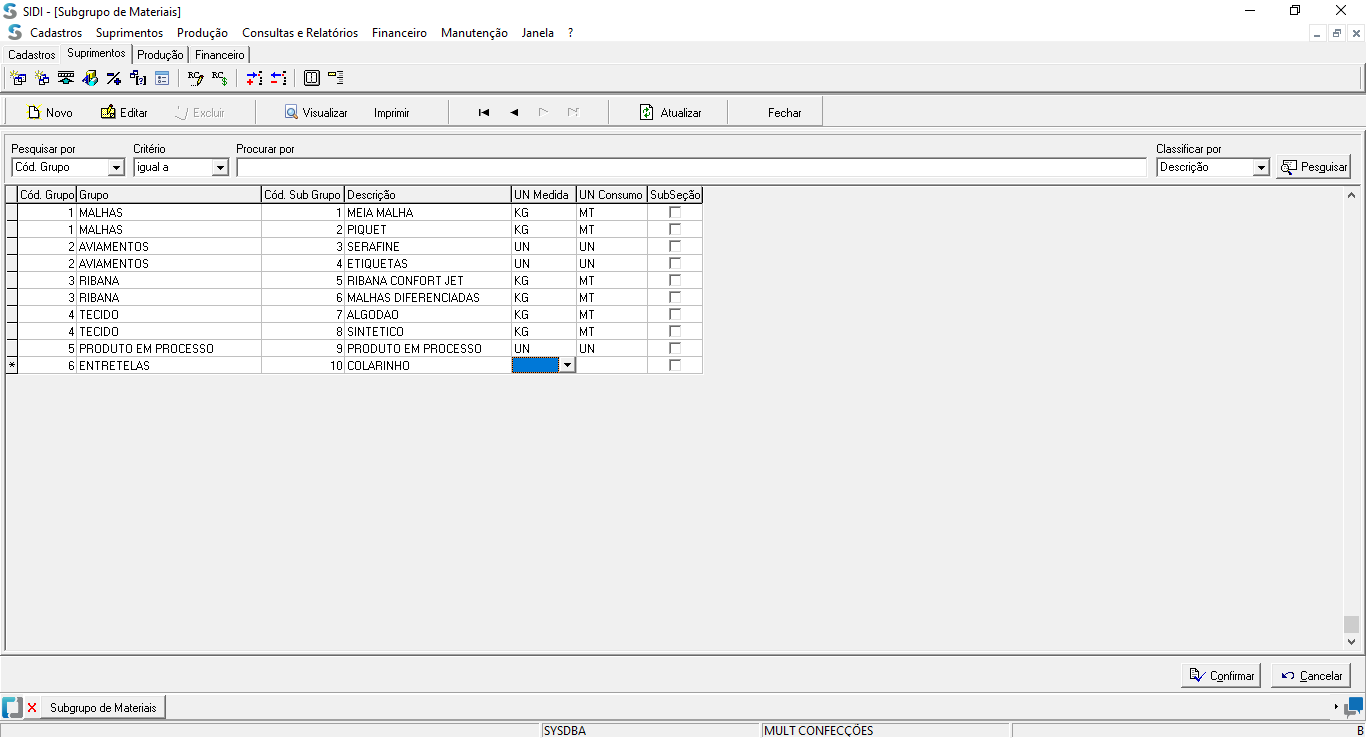 SIDI - [Subgrupo de Materiais]
Cadastros Suprimentos Produção Consultas e Relatórios Financeiro Manutenção Janela ?
Cadastros Suprimentos Produção Financeiro
Novo Editar Excluir Visualizar Imprimir Atualizar Fechar
Pesquisar por Critério Procurar por Classificar por
Cód. Grupo igual a Descrição Pesquisar
Cód. Grupo Grupo Cód. Sub Grupo Descrição UN Medida UN Consumo SubSeção
1 MALHAS 1 MEIA MALHA KG MT
1 MALHAS 2 PIQUET KG MT
2 AVIAMENTOS 3 SERAFINE UN UN
2 AVIAMENTOS 4 ETIQUETAS UN UN
3 RIBANA 5 RIBANA CONFORT JET KG MT
3 RIBANA 6 MALHAS DIFERENCIADAS KG MT
4 TECIDO 7 ALGODAO KG MT
4 TECIDO 8 SINTETICO KG MT
5 PRODUTO EM PROCESSO 9 PRODUTO EM PROCESSO UN UN
* 6 ENTRETELAS 10 COLARINHO
Confirmar Cancelar
Subgrupo de Materiais
SYSDBA MULT CONFECÇÕES B